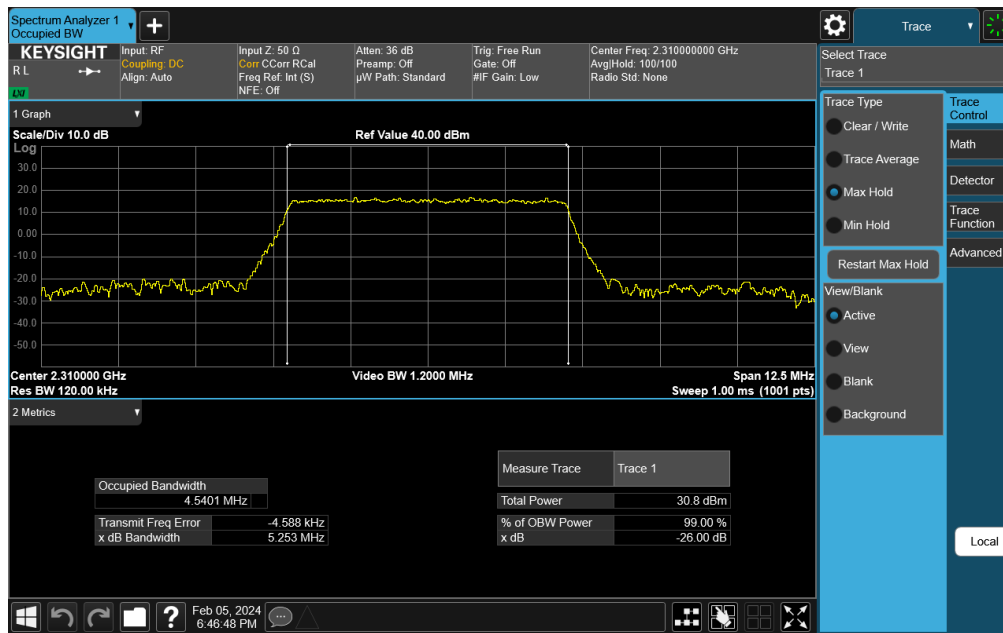 Spectrum Analyzer 1
Occupied BW
Trace
KEYSIGHT
R L
LXI
Input: RF
Coupling: DC
Align: Auto
Input Z: 50 Ω
Corr CCorr RCal
Freq Ref: Int (S)
NFE: Off
Atten: 36 dB
Preamp: Off
µW Path: Standard
Trig: Free Run
Gate: Off
#IF Gain: Low
Center Freq: 2.310000000 GHz
Avg|Hold: 100/100
Radio Std: None
Select Trace
Trace 1
1 Graph
Scale/Div 10.0 dB
Ref Value 40.00 dBm
Log
30.0
20.0
10.0
0.00
-10.0
-20.0
-30.0
-40.0
-50.0
Center 2.310000 GHz
Video BW 1.2000 MHz
Span 12.5 MHz
Res BW 120.00 kHz
Sweep 1.00 ms (1001 pts)
Trace Type
Clear / Write
Trace Average
Max Hold
Min Hold
Restart Max Hold
View/Blank
Active
View
Blank
Background
Trace
Control
Math
Detector
Trace
Function
Advanced
Local
2 Metrics
Occupied Bandwidth
4.5401 MHz
Transmit Freq Error -4.588 kHz
x dB Bandwidth 5.253 MHz
Measure Trace Trace 1
Total Power 30.8 dBm
% of OBW Power 99.00 %
x dB -26.00 dB
?
Feb 05, 2024
6:46:48 PM